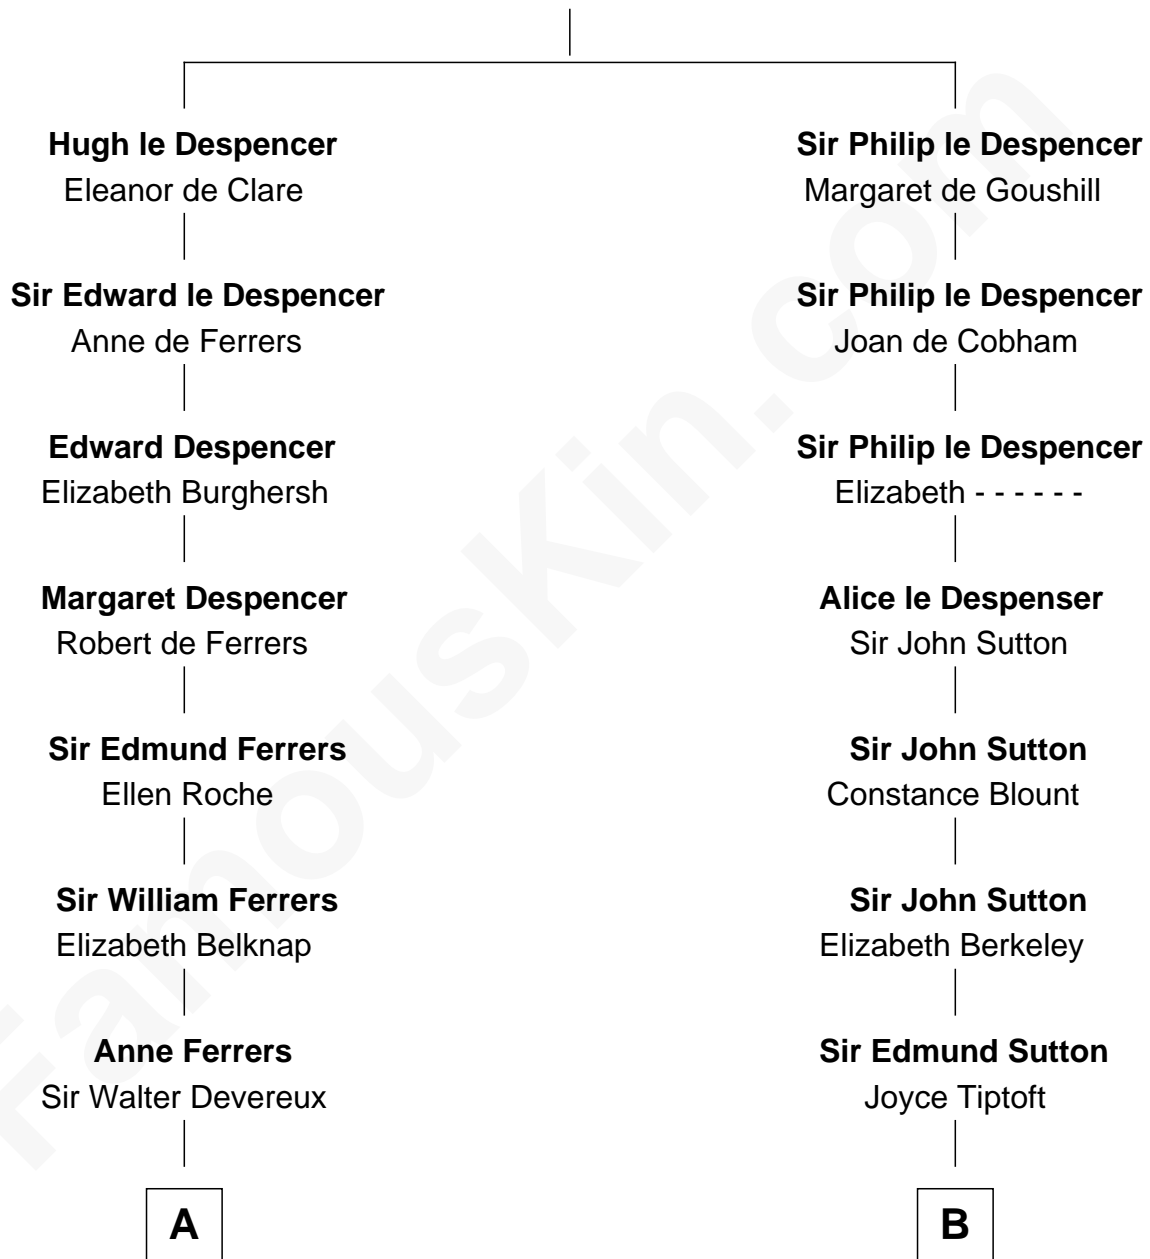 Hugh le Despencer
Eleanor de Clare
Sir Philip le Despencer
Margaret de Goushill
Sir Edward le Despencer
Anne de Ferrers
Sir Philip le Despencer
Joan de Cobham
Edward Despencer
Elizabeth Burghersh
Sir Philip le Despencer
Elizabeth - - - - - -
Margaret Despencer
Robert de Ferrers
Alice le Despenser
Sir John Sutton
Sir Edmund Ferrers
Ellen Roche
Sir John Sutton
Constance Blount
Sir William Ferrers
Elizabeth Belknap
Sir John Sutton
Elizabeth Berkeley
Anne Ferrers
Sir Walter Devereux
Sir Edmund Sutton
Joyce Tiptoft
A
B
FamousKin.com